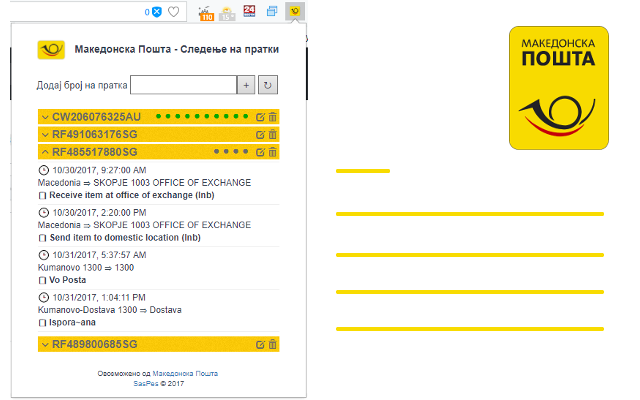 0
110
15°
24
Македонска Пошта - Следење на пратки
Додај број на пратка
+
CW206076325AU
RF491063176SG
RF485517880SG
10/30/2017, 9:27:00 AM
Macedonia ⇒ SKOPJE 1003 OFFICE OF EXCHANGE
Receive item at office of exchange (Inb)
10/30/2017, 2:20:00 PM
Macedonia ⇒ SKOPJE 1003 OFFICE OF EXCHANGE
Send item to domestic location (Inb)
10/31/2017, 5:37:57 AM
Kumanovo 1300 ⇒ 1300
Vo Posta
10/31/2017, 1:04:11 PM
Kumanovo-Dostava 1300 ⇒ Dostava
Ispora~ana
RF489800685SG
Овозможено од Македонска Пошта
SasPes © 2017
МАКЕДОНСКА
ПОШТА